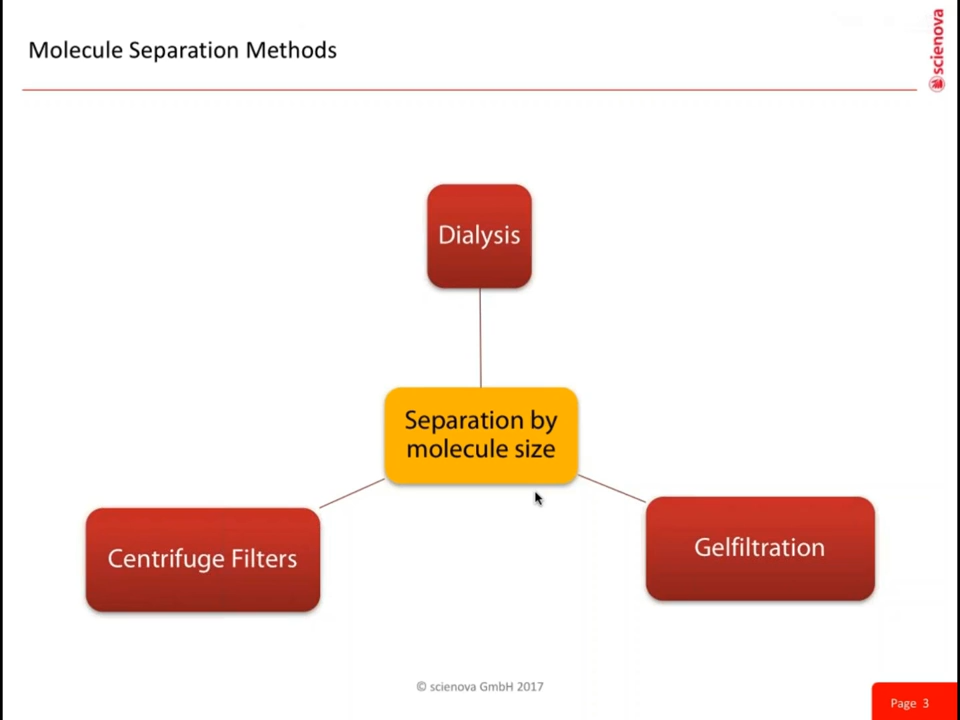 Molecule Separation Methods
scienova
Dialysis
Separation by
molecule size
Centrifuge Filters
Gelfiltration
© scienova GmbH 2017
Page 3